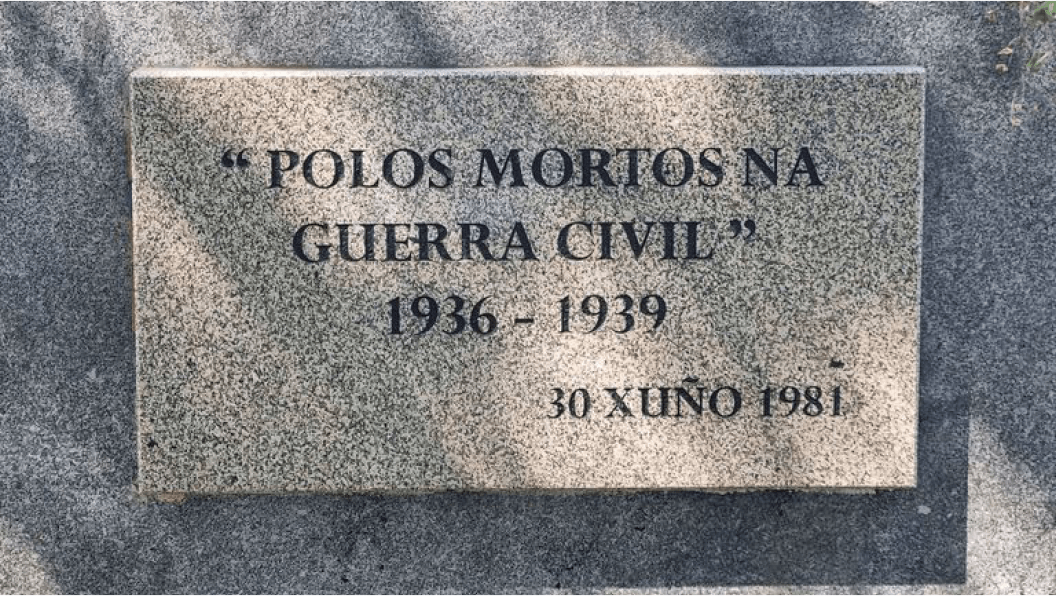 “ POLOS MORTOS NA
GUERRA CIVIL ”
1936 - 1939
30 XUÑO 1981